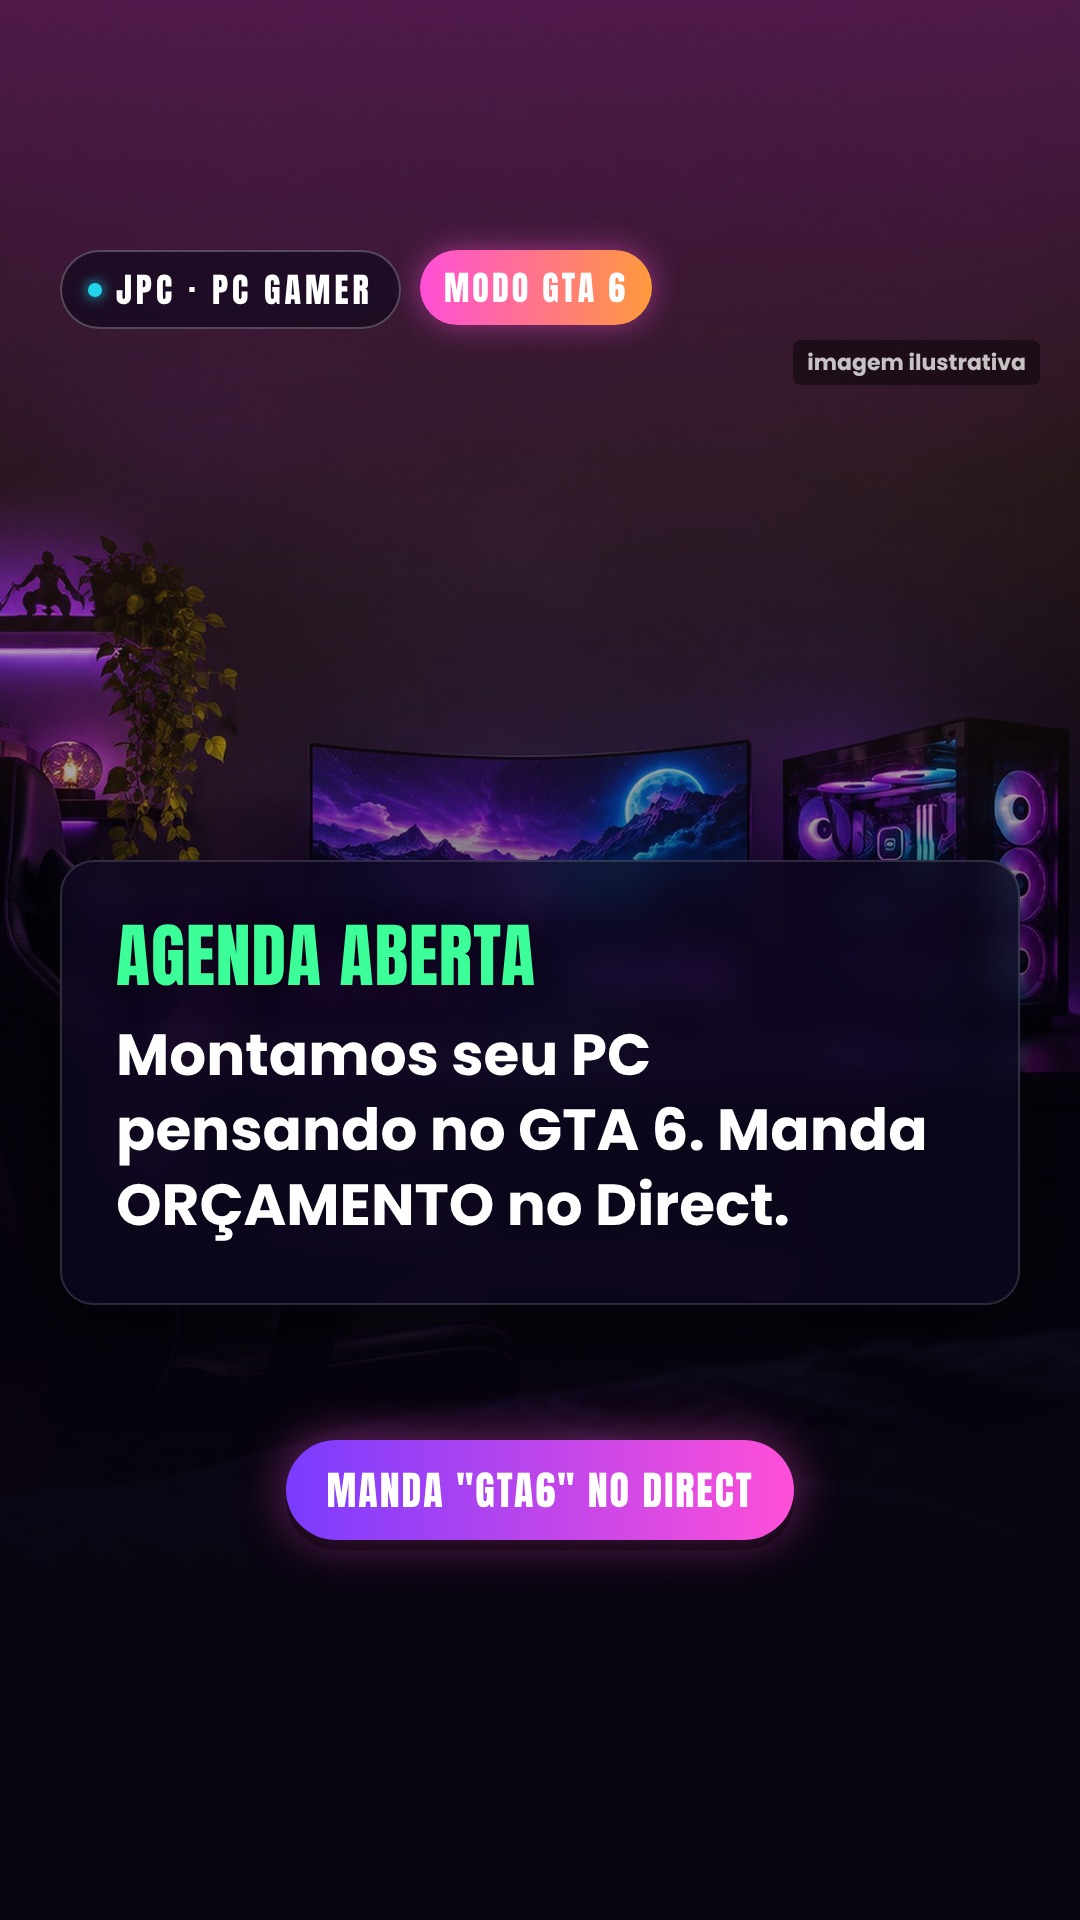 JPC · PC GAMER
MODO GTA 6
imagem ilustrativa
AGENDA ABERTA
Montamos seu PC
pensando no GTA 6. Manda
ORÇAMENTO no Direct.
MANDA "GTA6" NO DIRECT